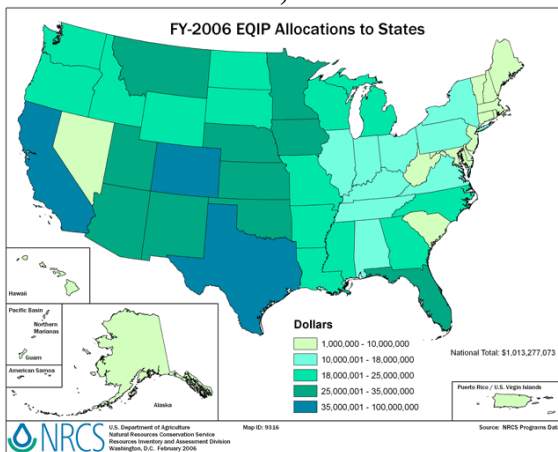 FY-2006 EQIP Allocations to States
Hawaii
Pacific Basin
Northern
Marianas
Guam
American Samoa
Alaska
Dollars
1,000,000 - 10,000,000
10,000,001 - 18,000,000
18,000,001 - 25,000,000
25,000,001 - 35,000,000
35,000,001 - 100,000,000
National Total: $1,013,277,073
Puerto Rico / U.S. Virgin Islands
NRCS
U.S. Department of Agriculture
Natural Resources Conservation Service
Resources Inventory and Assessment Division
Washington, D.C. February 2006
Map ID: 9316
Source: NRCS Programs Dat